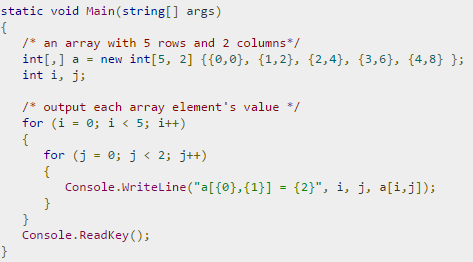 static void Main(string[] args)
{
/* an array with 5 rows and 2 columns*/
int[,] a = new int[5, 2] {{0,0}, {1,2}, {2,4}, {3,6}, {4,8} };
int i, j;
/* output each array element's value */
for (i = 0; i < 5; i++)
{
for (j = 0; j < 2; j++)
{
Console.WriteLine("a[{0},{1}] = {2}", i, j, a[i,j]);
}
}
Console.ReadKey();
}